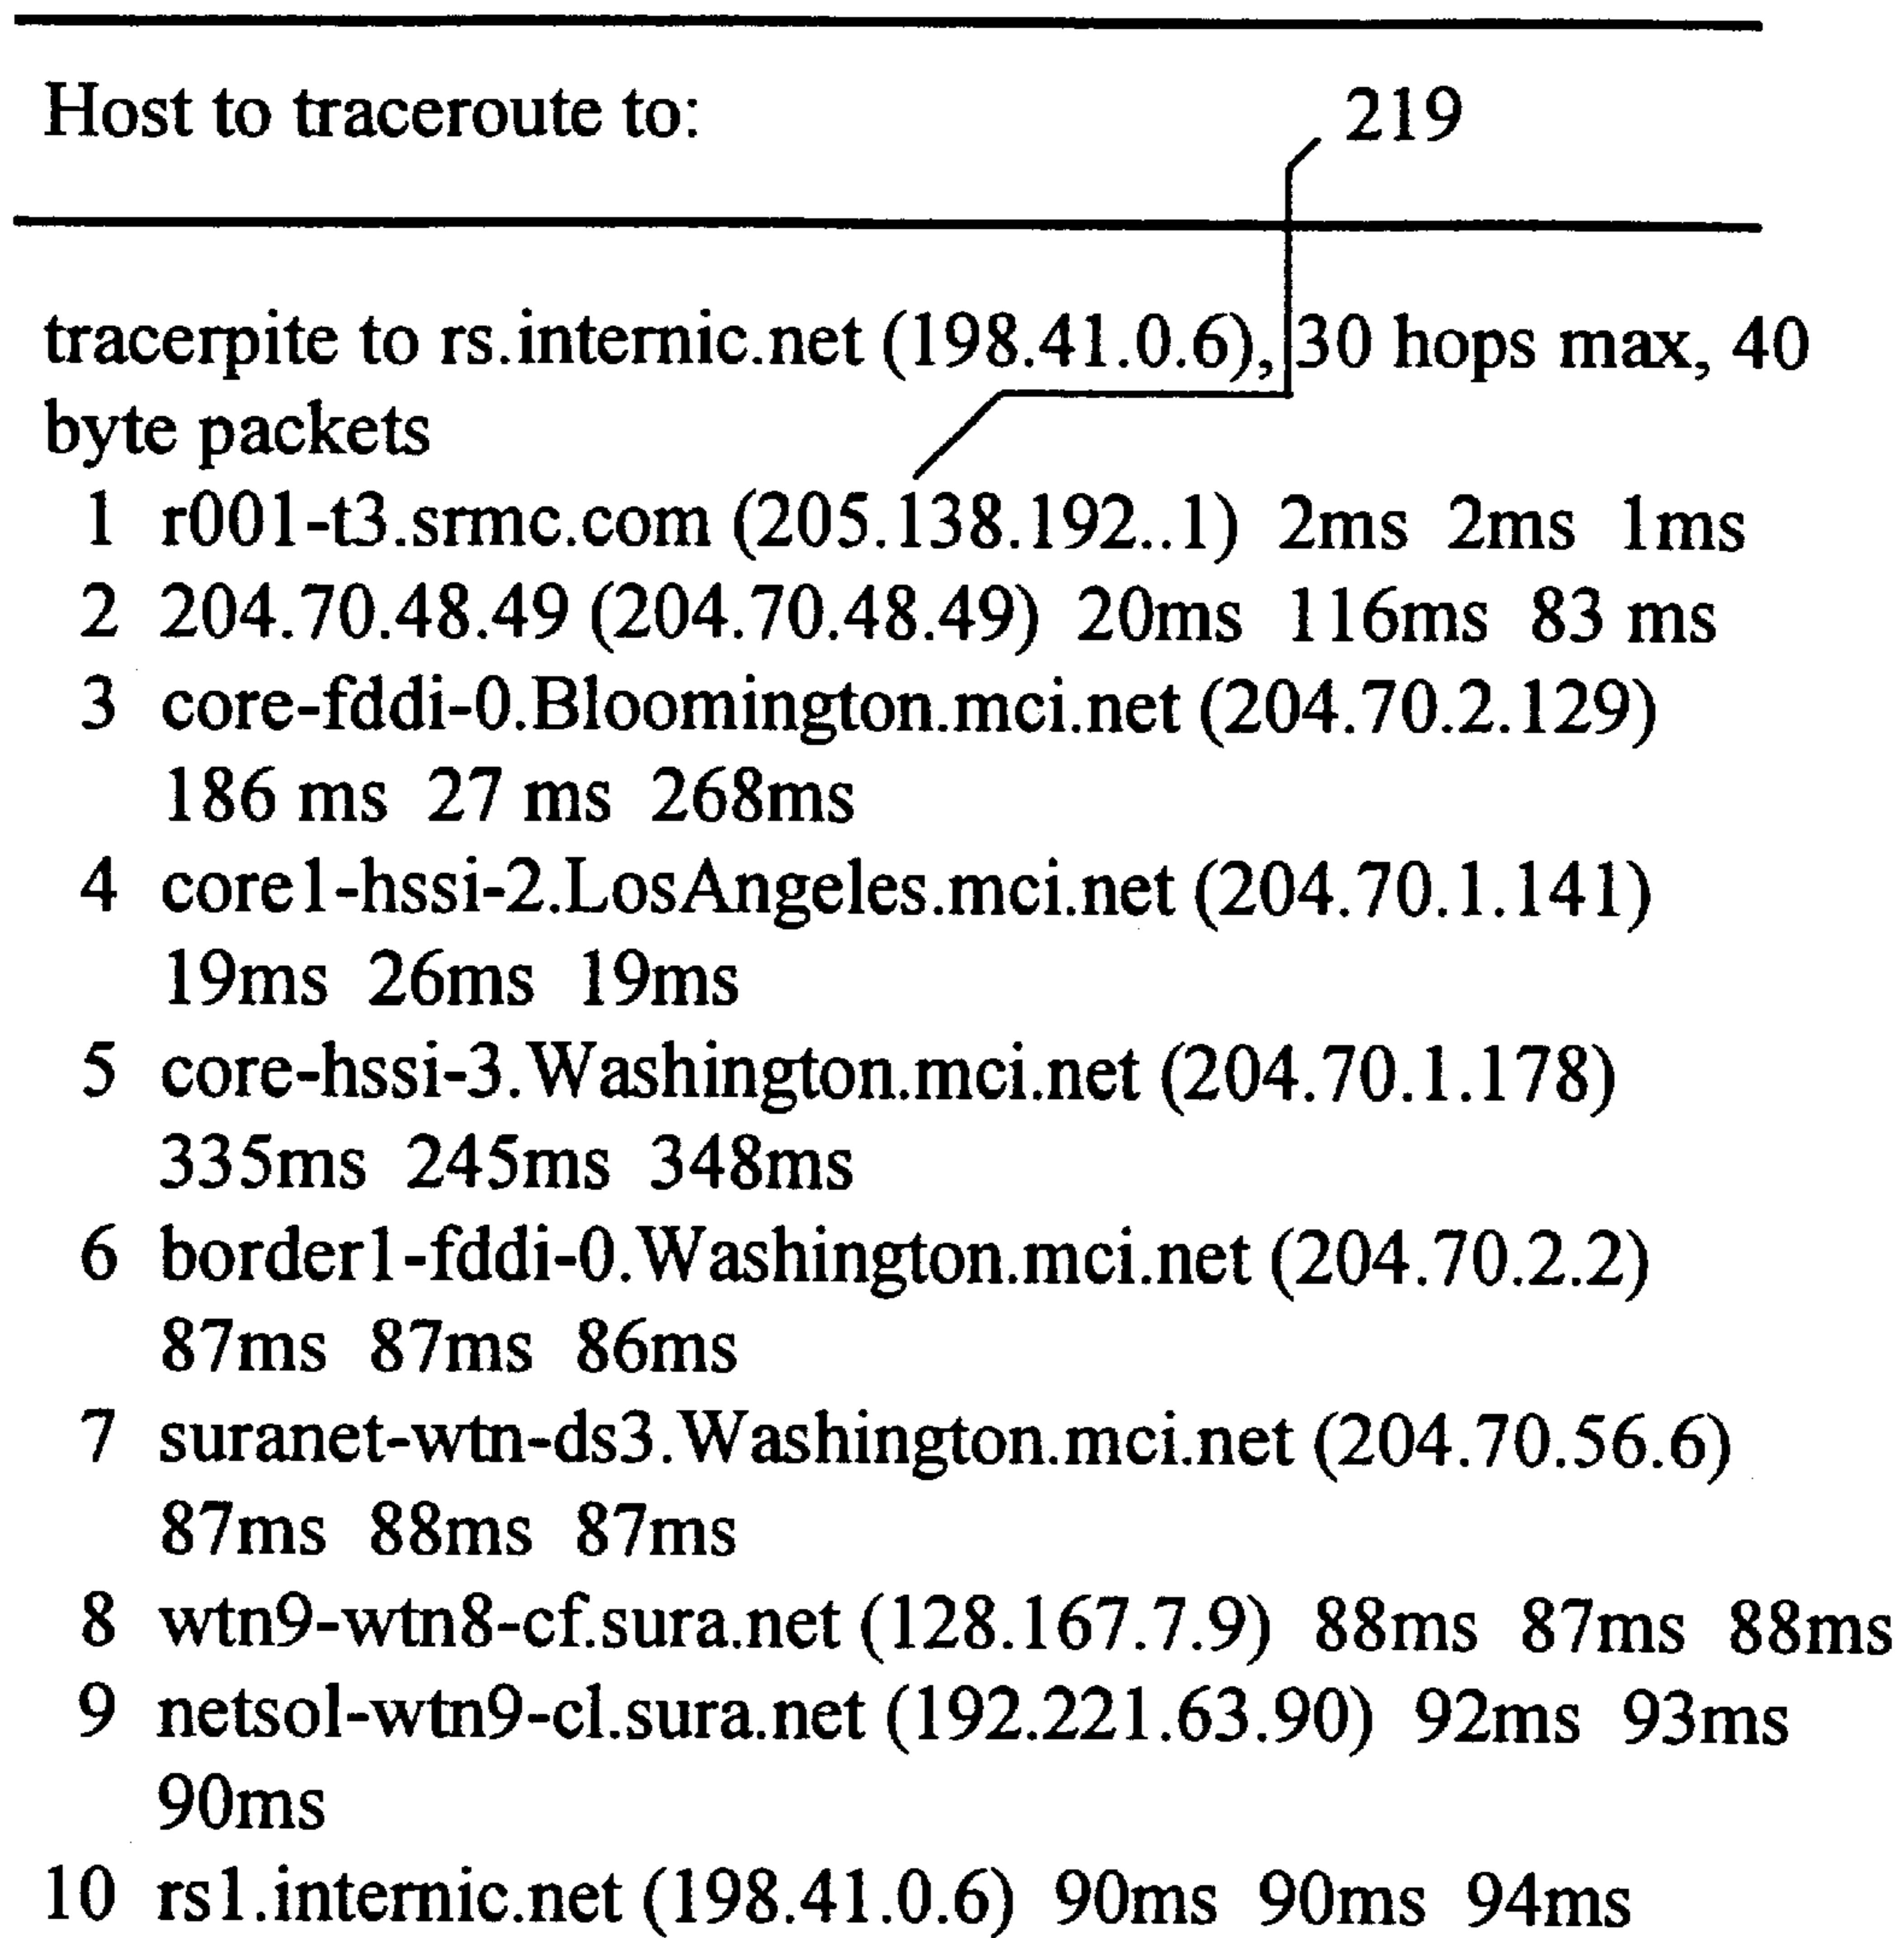 Host to traceroute to:
219
tracerpite to rs.internic.net (198.41.0.6), 30 hops max, 40
byte packets
1 r001-t3.srmc.com (205.138.192..1) 2ms 2ms 1ms
2 204.70.48.49 (204.70.48.49) 20ms 116ms 83 ms
3 core-fddi-0.Bloomington.mci.net (204.70.2.129)
186 ms 27 ms 268ms
4 core1-hssi-2.LosAngeles.mci.net (204.70.1.141)
19ms 26ms 19ms
5 core-hssi-3.Washington.mci.net (204.70.1.178)
335ms 245ms 348ms
6 border1-fddi-0.Washington.mci.net (204.70.2.2)
87ms 87ms 86ms
7 suranet-wtn-ds3.Washington.mci.net (204.70.56.6)
87ms 88ms 87ms
8 wtn9-wtn8-cf.sura.net (128.167.7.9) 88ms 87ms 88ms
9 netsol-wtn9-cl.sura.net (192.221.63.90) 92ms 93ms
90ms
10 rs1.internic.net (198.41.0.6) 90ms 90ms 94ms